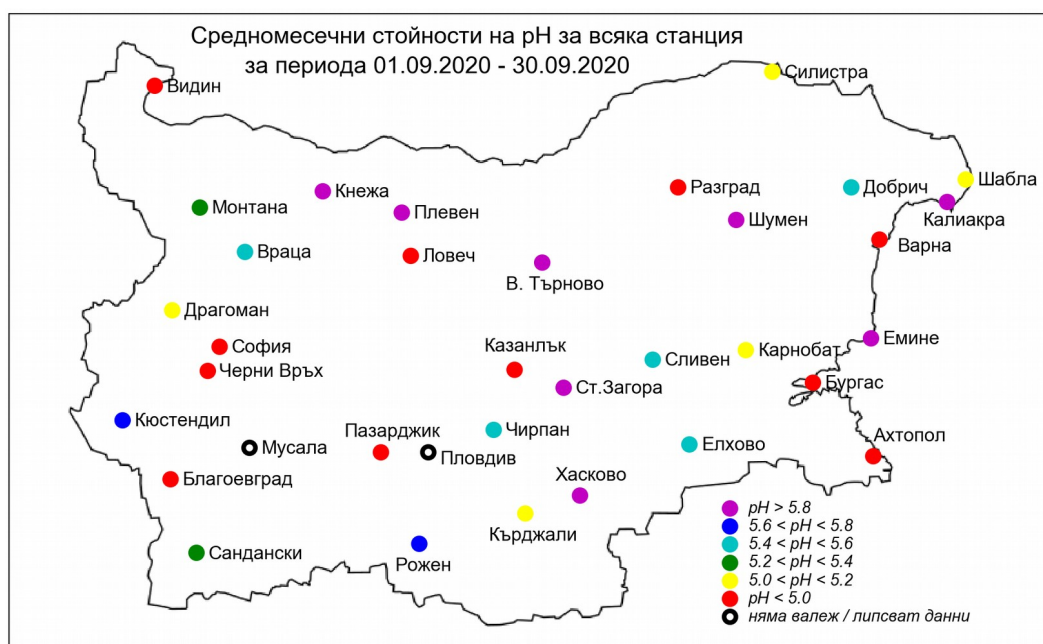 Средномесечни стойности на pH за всяка станция
за периода 01.09.2020 - 30.09.2020
Силистра
Видин
Шабла
Разград
Добрич
Кнежа
Монтана
Плевен
Калиакра
Шумен
Варна
Враца
Ловеч
В. Търново
Драгоман
Емине
София
Казанлък
Карнобат
Сливен
Черни Връх
Бургас
Ст.Загора
Кюстендил
Чирпан
Пазарджик
Ахтопол
Елхово
Мусала
Пловдив
Хасково
Благоевград
Кърджали
Сандански
Рожен
pH > 5.8
5.6 < pH < 5.8
5.4 < pH < 5.6
5.2 < pH < 5.4
5.0 < pH < 5.2
pH < 5.0
няма валеж / липсват данни